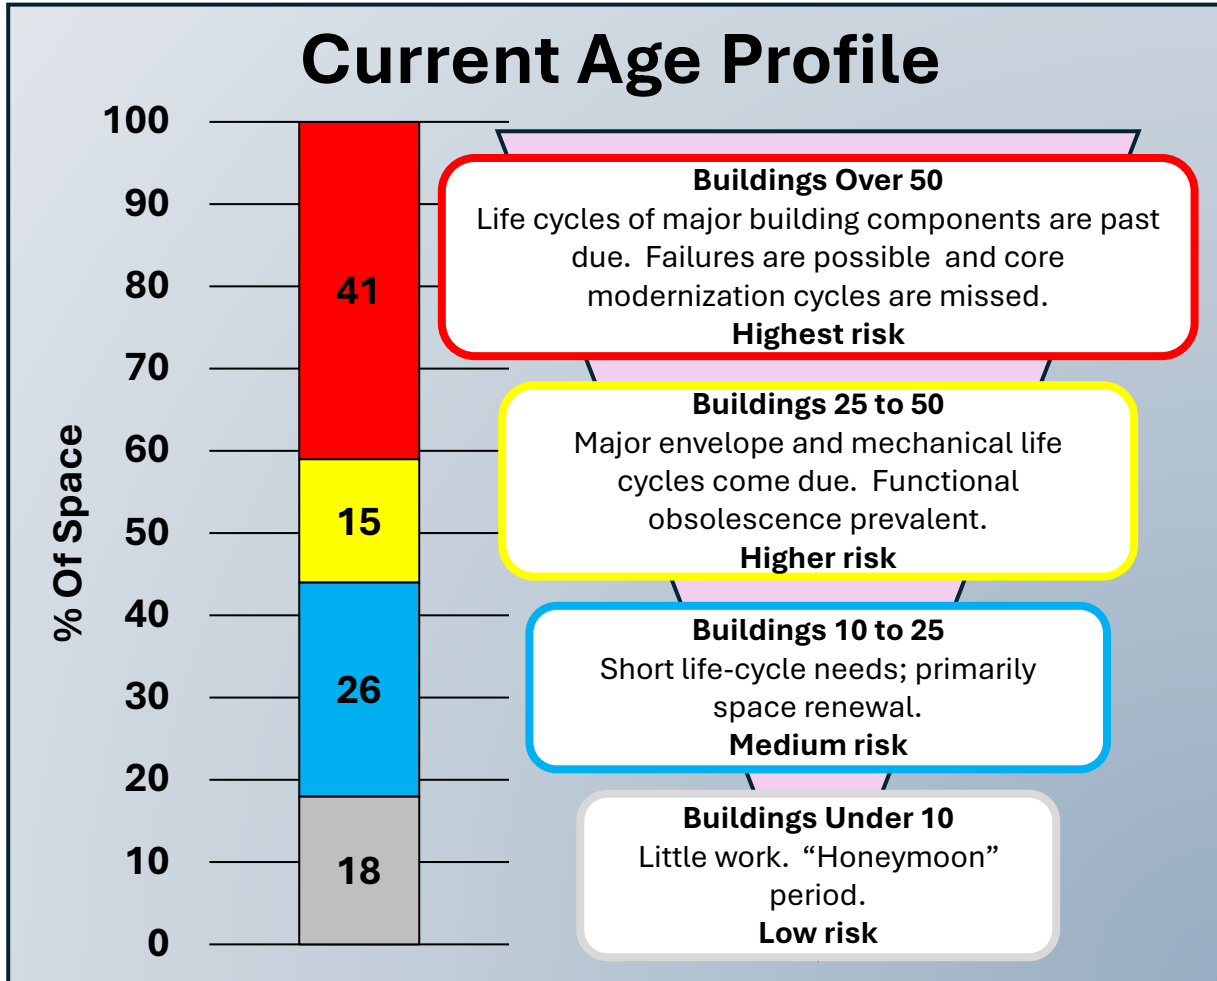 Current Age Profile
% Of Space
100
90
80
70
60
50
40
30
20
10
0
41
15
26
18
Buildings Over 50
Life cycles of major building components are past
due.  Failures are possible  and core
modernization cycles are missed.
Highest risk
Buildings 25 to 50
Major envelope and mechanical life
cycles come due.  Functional
obsolescence prevalent.
Higher risk
Buildings 10 to 25
Short life-cycle needs; primarily
space renewal.
Medium risk
Buildings Under 10
Little work.  “Honeymoon”
period.
Low risk